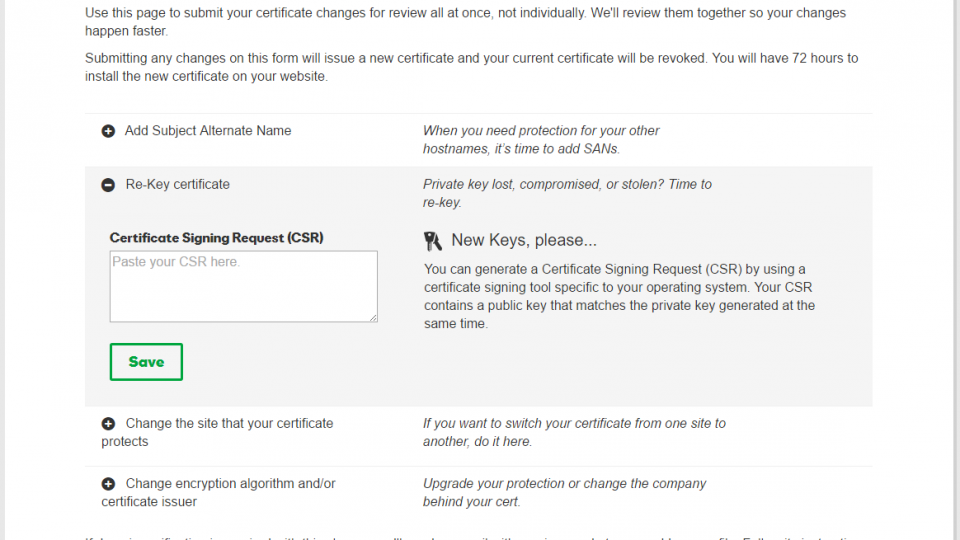 Use this page to submit your certificate changes for review all at once, not individually. We'll review them together so your changes
happen faster.
Submitting any changes on this form will issue a new certificate and your current certificate will be revoked. You will have 72 hours to
install the new certificate on your website.
Add Subject Alternate Name
When you need protection for your other
hostnames, it's time to add SANs.
Re-Key certificate
Private key lost, compromised, or stolen? Time to
re-key.
Certificate Signing Request (CSR)
Paste your CSR here.
Save
New Keys, please...
You can generate a Certificate Signing Request (CSR) by using a
certificate signing tool specific to your operating system. Your CSR
contains a public key that matches the private key generated at the
same time.
Change the site that your certificate
protects
If you want to switch your certificate from one site to
another, do it here.
Change encryption algorithm and/or
certificate issuer
Upgrade your protection or change the company
behind your cert.